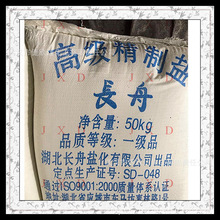 高级精制盐
JXD
長舟
净含量:50kg
品质等级:一级品
湖北长舟盐化有限公司出品
定点生产证号:SD-048
通过ISO9001:2000质量体系认证